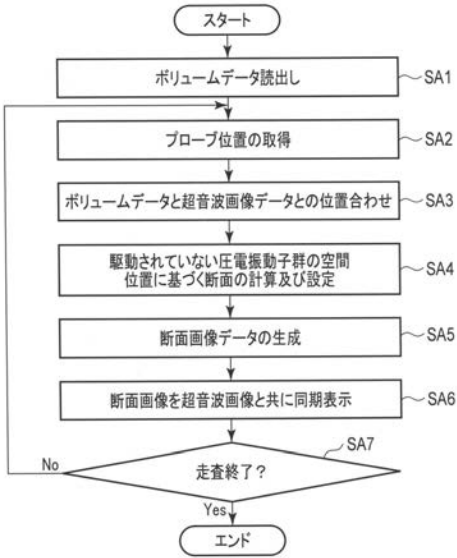 スタート
ボリュームデータ読出し
SA1
プローブ位置の取得
SA2
ボリュームデータと超音波画像データとの位置合わせ
SA3
駆動されていない圧電振動子群の空間
位置に基づく断面の計算及び設定
SA4
断面画像データの生成
SA5
断面画像を超音波画像と共に同期表示
SA6
SA7
走査終了?
No
Yes
エンド